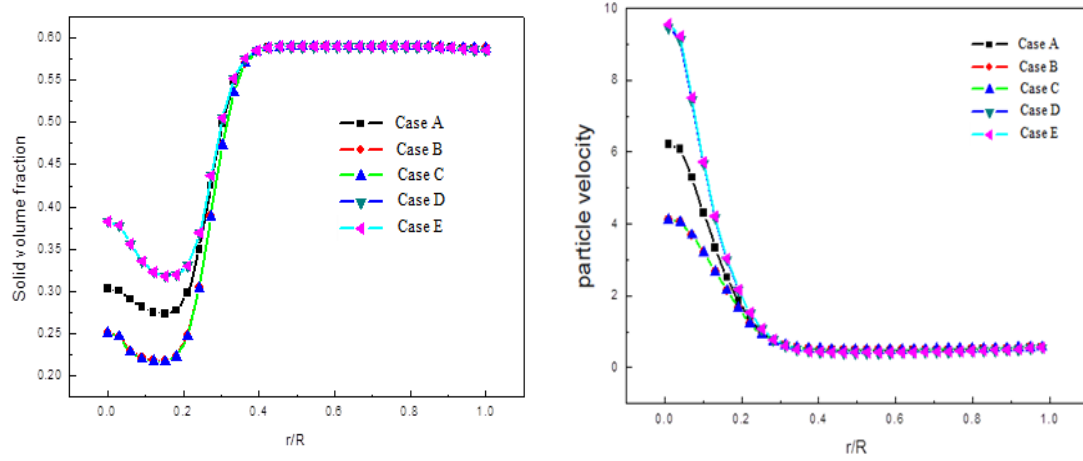 Solid volume fraction
0.60
0.55
0.50
0.45
0.40
0.35
0.30
0.25
0.20
0.0 0.2 0.4 0.6 0.8 1.0
r/R
Case A
Case B
Case C
Case D
Case E
particle velocity
10
8
6
4
2
0
0.0 0.2 0.4 0.6 0.8 1.0
r/R
Case A
Case B
Case C
Case D
Case E